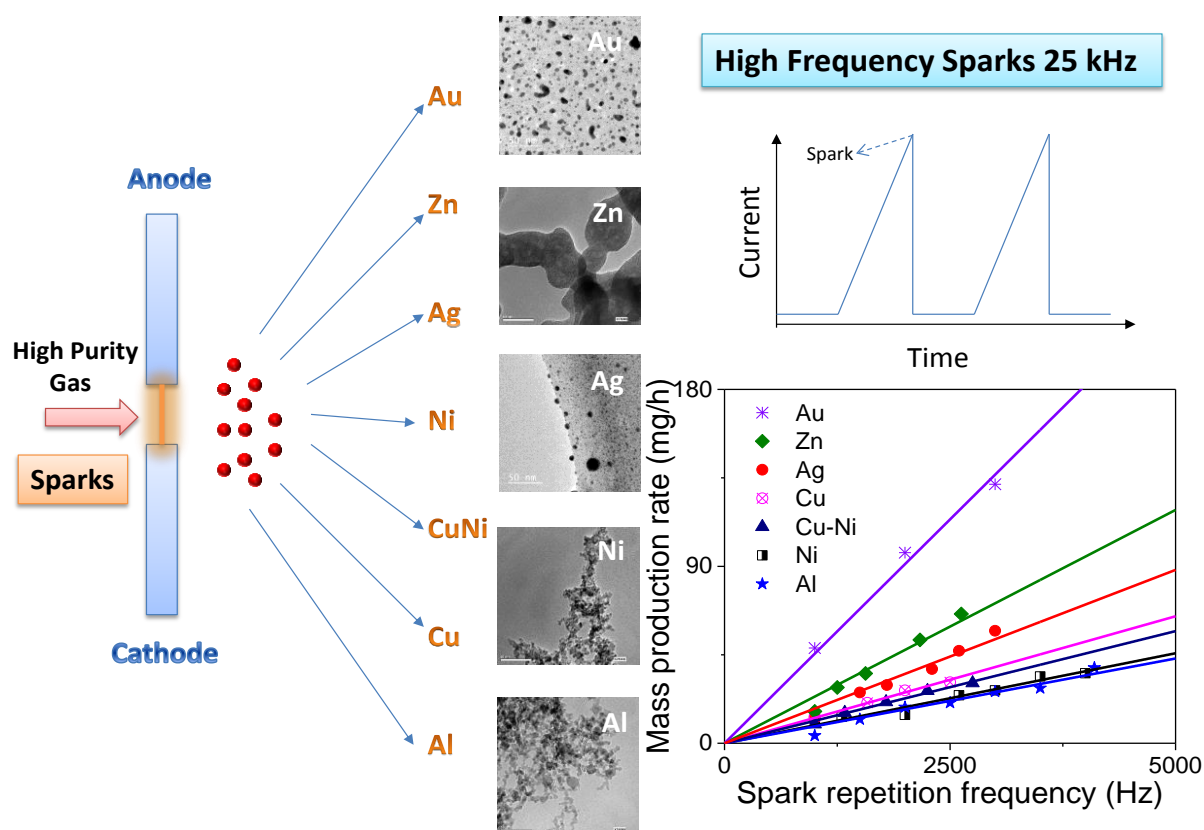 High Frequency Sparks 25 kHz
Anode
Cathode
High Purity
Gas
Sparks
Au
Zn
Ag
Ni
CuNi
Cu
Al
Au
Zn
Ag
50 nm
Ni
Al
Spark
Current
Time
Mass production rate (mg/h)
180
90
0
Au
Zn
Ag
Cu
Cu-Ni
Ni
Al
0
2500
5000
Spark repetition frequency (Hz)